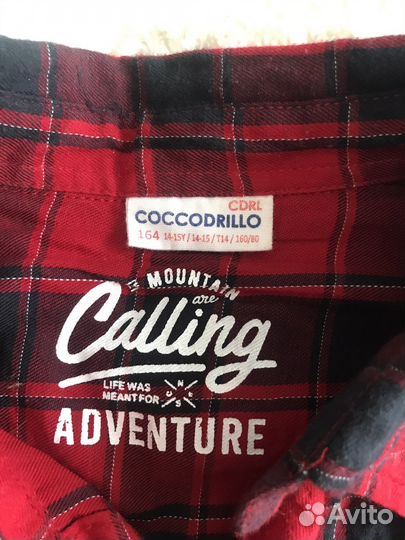 CDRL
COCCODRILLO
164 14-15Y / 14-15 / T14 / 160/80
MOUNTAIN
are
Calling
LIFE WAS
MEANT FOR
N
E
S
ADVENTURE
Avito